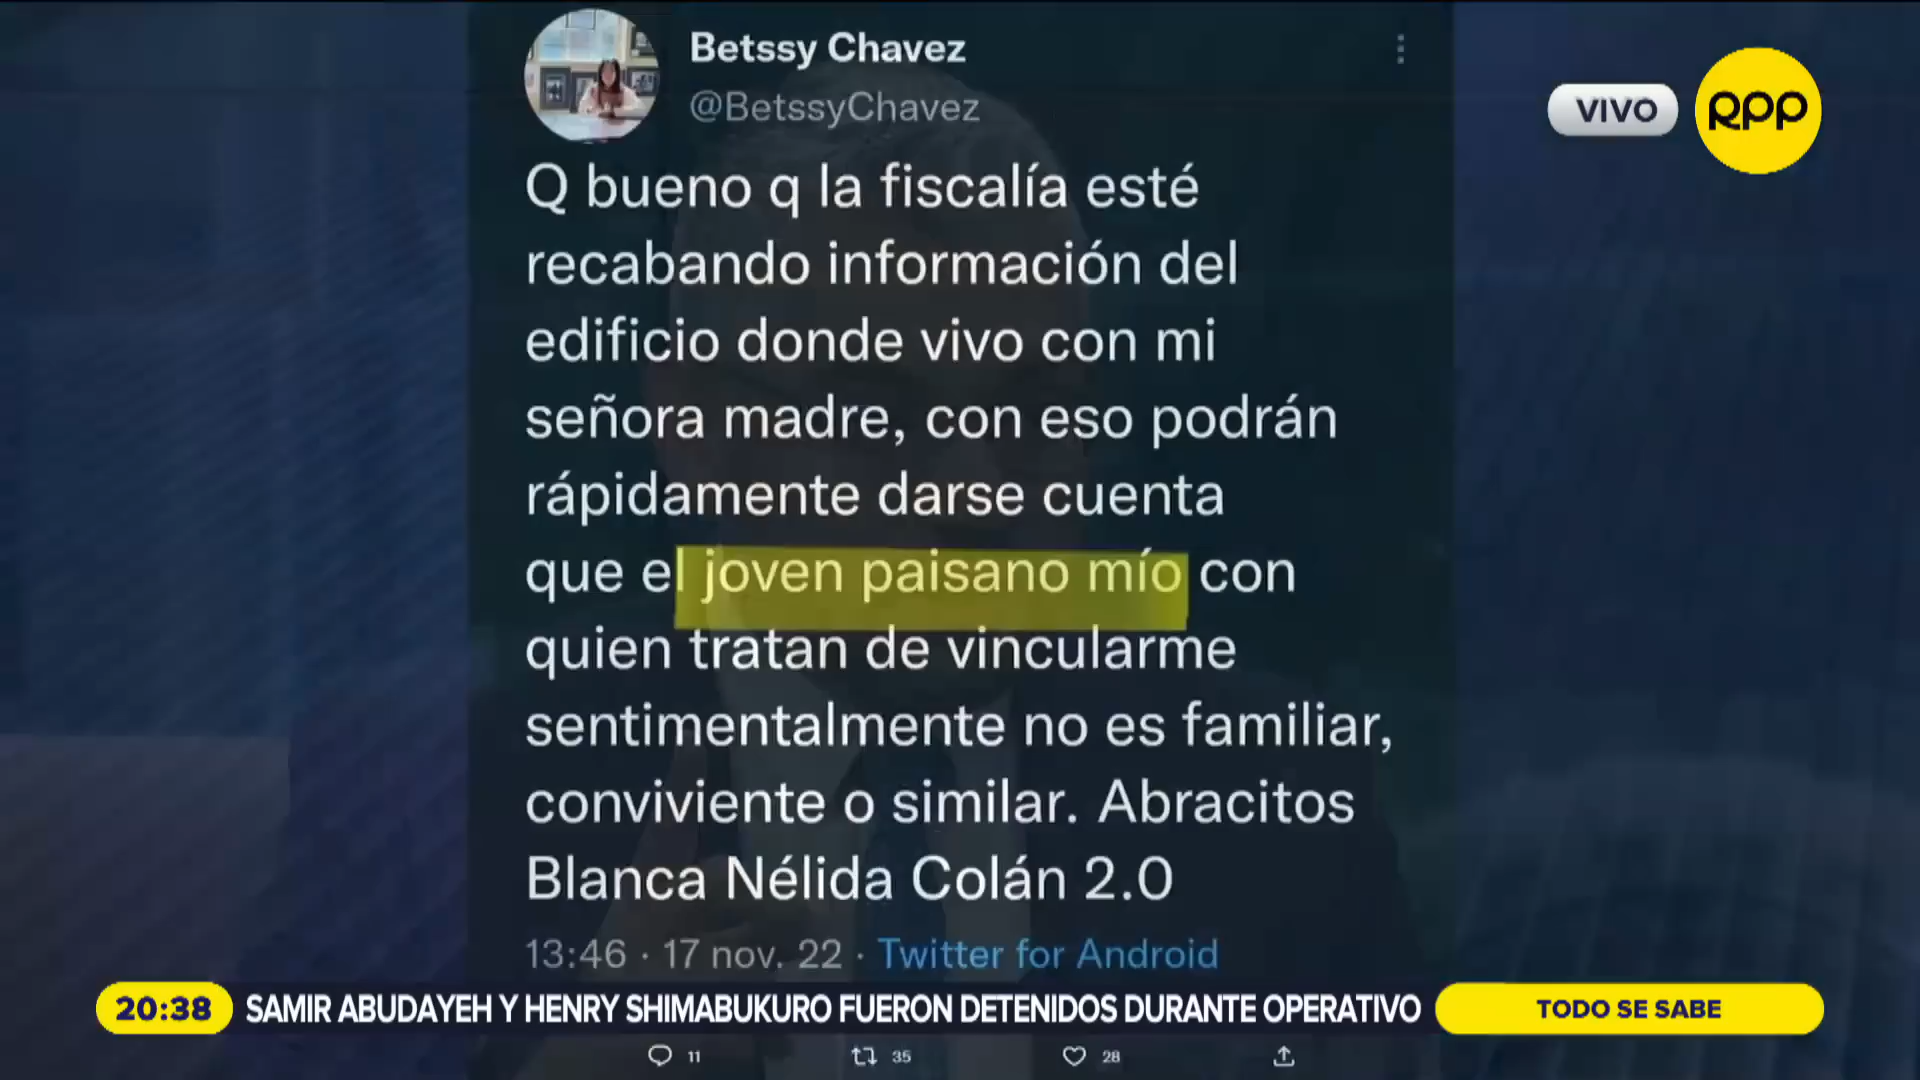 Betssy Chavez
@BetssyChavez
VIVO
rpp
Q bueno q la fiscalía esté
recabando información del
edificio donde vivo con mi
señora madre, con eso podrán
rápidamente darse cuenta
que el joven paisano mío con
quien tratan de vincularme
sentimentalmente no es familiar,
conviviente o similar. Abracitos
Blanca Nélida Colán 2.0
13:46 · 17 nov. 22 · Twitter for Android
20:38 SAMIR ABUDAYEH Y HENRY SHIMABUKURO FUERON DETENIDOS DURANTE OPERATIVO TODO SE SABE
11 35 28